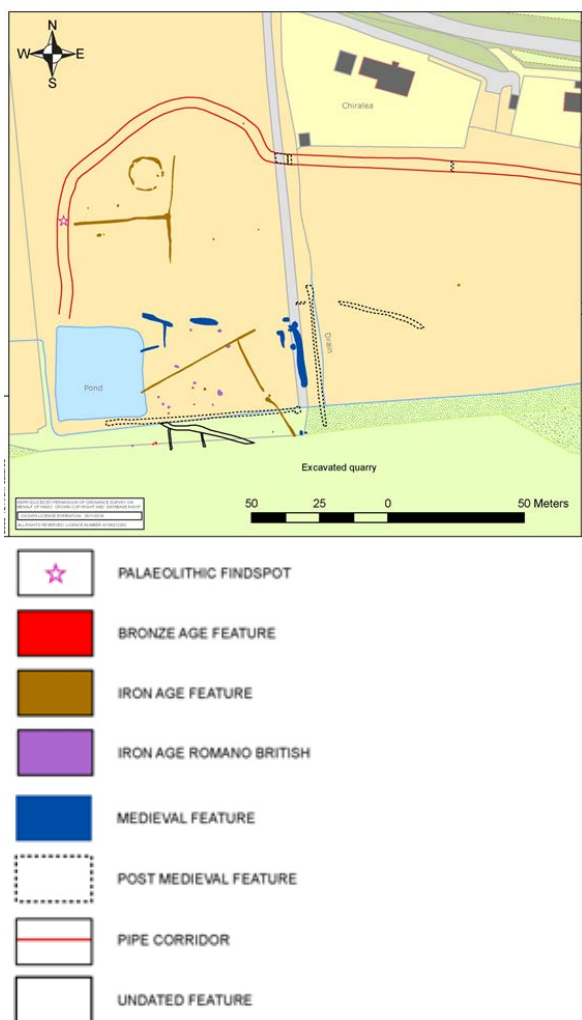 N
W E
S
Chiralea
Drain
Pond
Excavated quarry
50 25 0 50 Meters
PALAEOLITHIC FINDSPOT
BRONZE AGE FEATURE
IRON AGE FEATURE
IRON AGE ROMANO BRITISH
MEDIEVAL FEATURE
POST MEDIEVAL FEATURE
PIPE CORRIDOR
UNDATED FEATURE